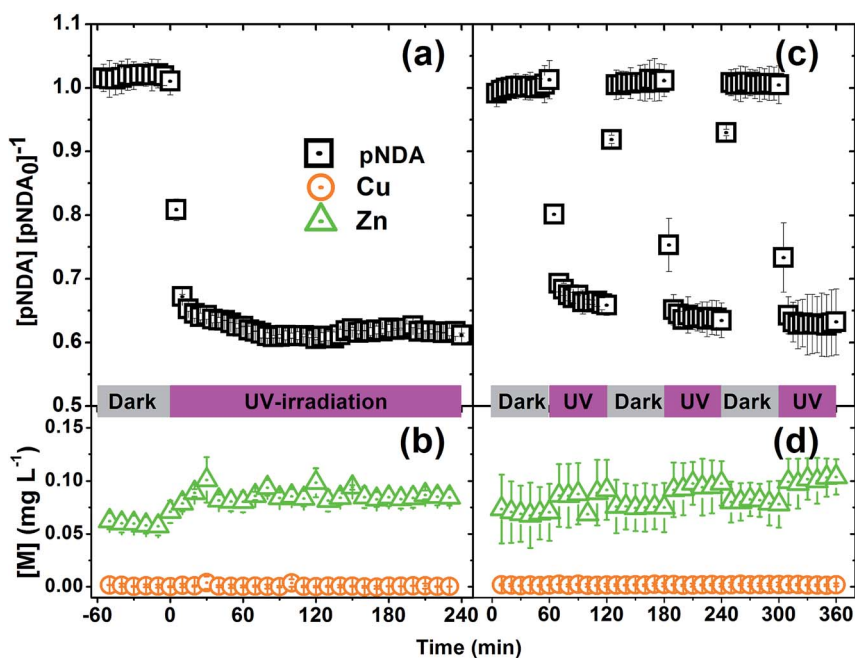 1.1
1.0
0.9
0.8
0.7
0.6
0.5
[pNDA] [pNDA0]-1
(a)
pNDA
Cu
Zn
Dark UV-irradiation
(c)
Dark UV Dark UV Dark UV
0.15
0.10
0.05
0.00
[M] (mg L-1)
(b)
-60 0 60 120 180 240
(d)
0 60 120 180 240 300 360
Time (min)